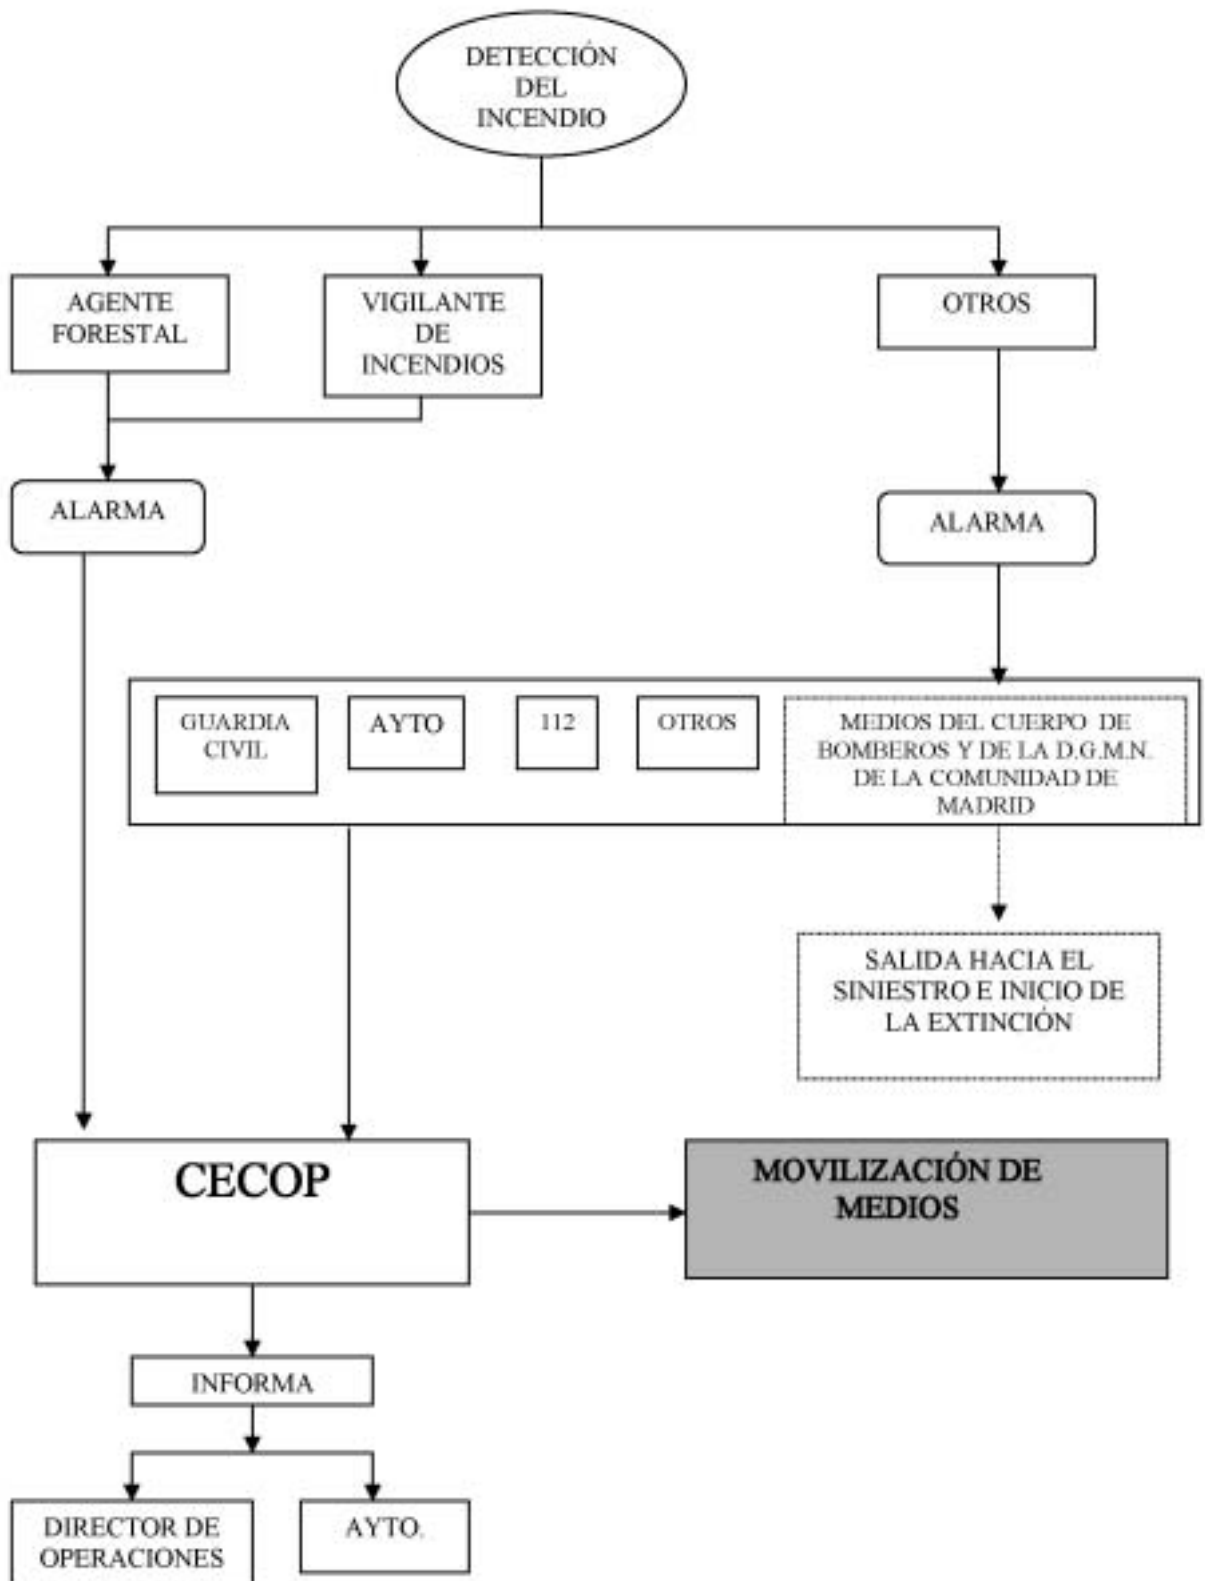 DETECCIÓN
DEL
INCENDIO
AGENTE
FORESTAL
VIGILANTE
DE
INCENDIOS
OTROS
ALARMA
ALARMA
GUARDIA
CIVIL
AYTO
112
OTROS
MEDIOS DEL CUERPO DE
BOMBEROS Y DE LA D.G.M.N.
DE LA COMUNIDAD DE
MADRID
SALIDA HACIA EL
SINIESTRO E INICIO DE
LA EXTINCIÓN
CECOP
MOVILIZACIÓN DE
MEDIOS
INFORMA
DIRECTOR DE
OPERACIONES
AYTO.